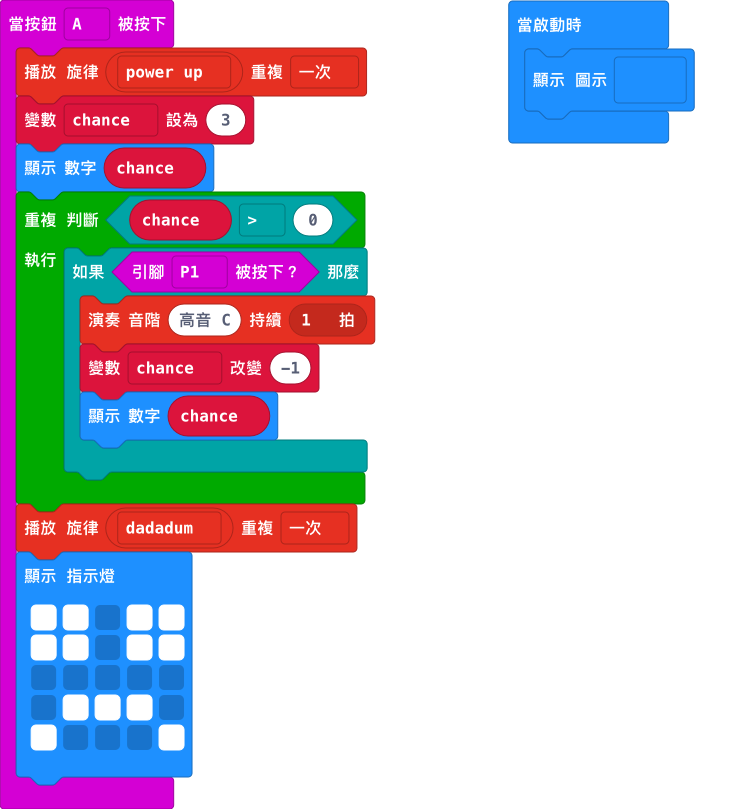 當按鈕 A 被按下
播放 旋律 power up 重複 一次
變數 chance 設為 3
顯示 數字 chance
重複 判斷 chance > 0
執行
如果 引腳 P1 被按下？ 那麼
演奏 音階 高音 C 持續 1 拍
變數 chance 改變 -1
顯示 數字 chance
播放 旋律 dadadum 重複 一次
顯示 指示燈
當啟動時
顯示 圖示